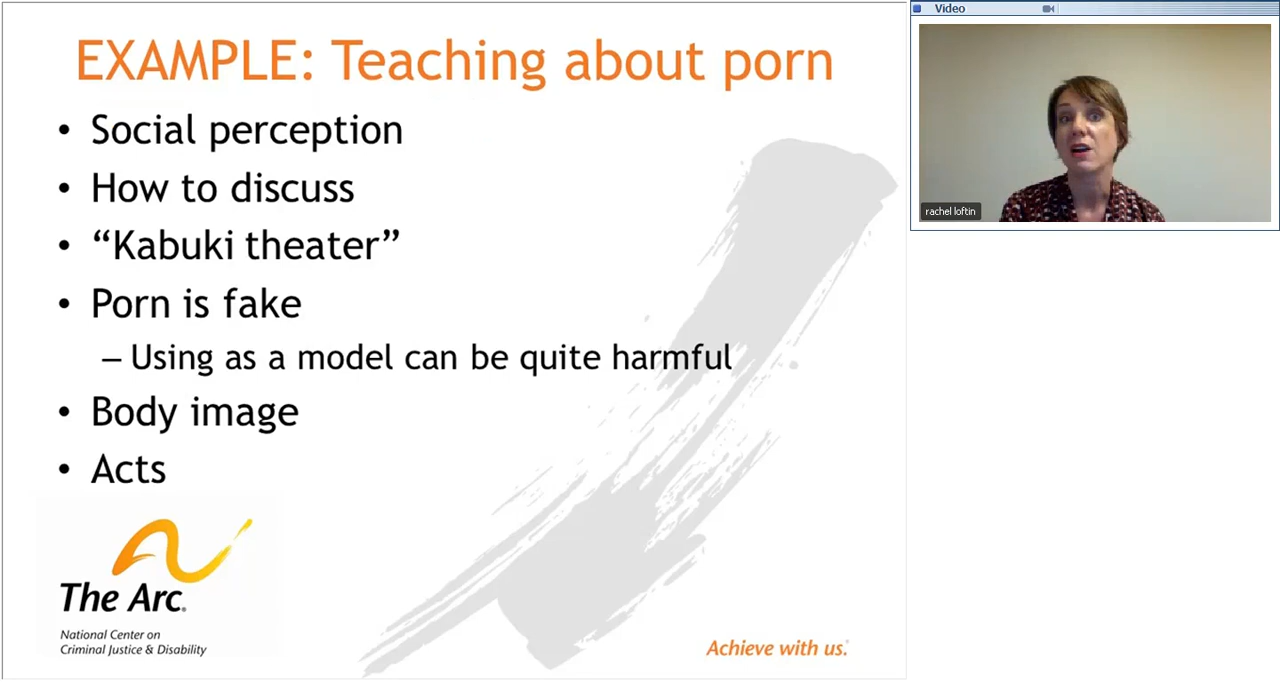 EXAMPLE: Teaching about porn
• Social perception
• How to discuss
• “Kabuki theater”
• Porn is fake
– Using as a model can be quite harmful
• Body image
• Acts
The Arc®
National Center on
Criminal Justice & Disability
Achieve with us.®
Video
rachel loftin